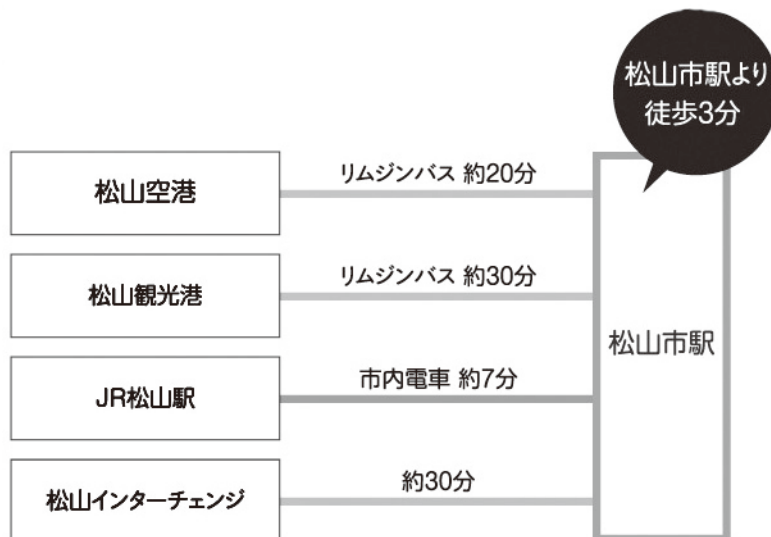 松山市駅より
徒歩3分
松山空港
リムジンバス 約20分
松山観光港
リムジンバス 約30分
松山市駅
JR松山駅
市内電車 約7分
松山インターチェンジ
約30分